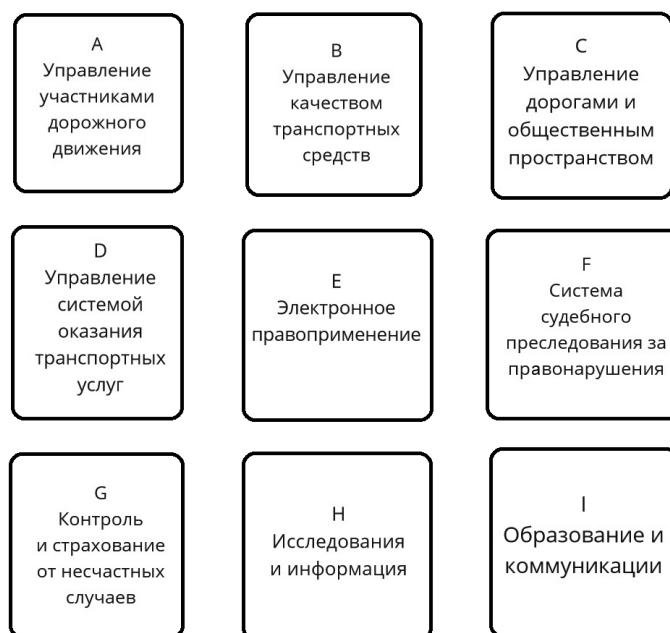 A
Управление
участниками
дорожного
движения
B
Управление
качеством
транспортных
средств
C
Управление
дорогами и
общественным
пространством
D
Управление
системой
оказания
транспортных
услуг
E
Электронное
правоприменение
F
Система
судебного
преследования за
правонарушения
G
Контроль
и страхование
от несчастных
случаев
H
Исследования
и информация
I
Образование и
коммуникации